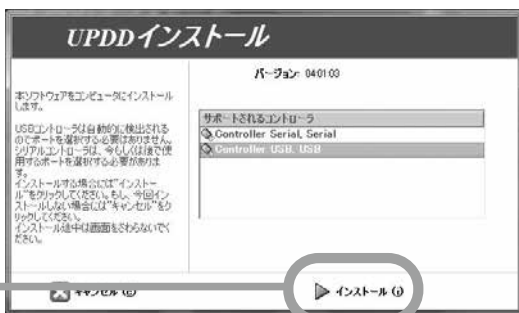 UPDDインストール
バージョン: 04.01.03
本ソフトウェアをコンピュータにインストール
します。
USBコントローラは自動的に検出される
のでポートを選択する必要はありません。
シリアルコントローラは、今もしくは後で使
用するポートを選択する必要がありま
す。
インストールする場合には"インストー
ル"をクリックしてください。もし、今回イン
ストールしない場合には"キャンセル"をク
リックしてください。
インストール途中は画面をさわらないでく
ださい。
サポートされるコントローラ
Controller Serial, Serial
Controller USB, USB
キャンセル (C)
インストール (I)